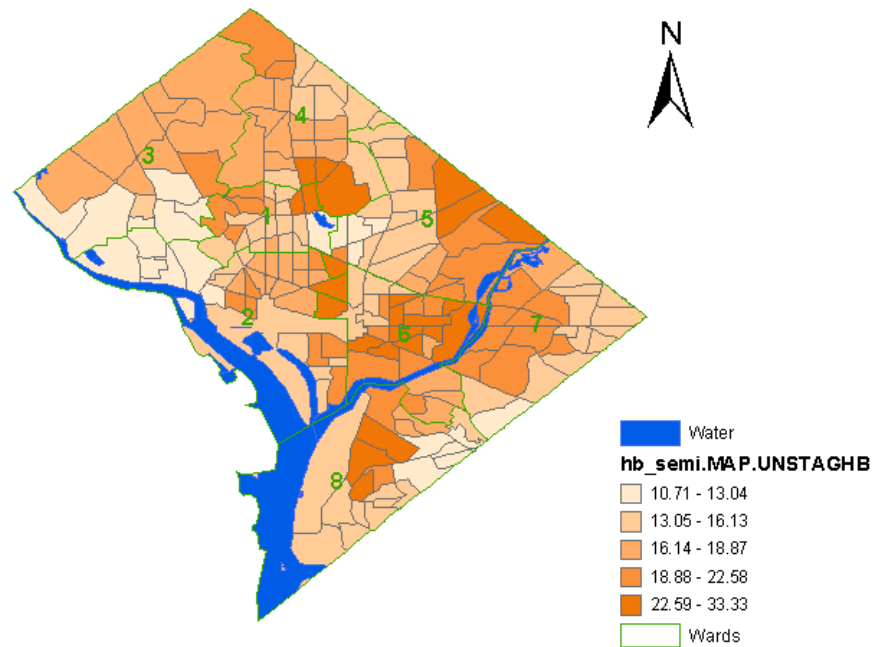 N
4
3
1
5
2
6
7
8
Water
hb_semi.MAP.UNSTAGHB
10.71 - 13.04
13.05 - 16.13
16.14 - 18.87
18.88 - 22.58
22.59 - 33.33
Wards